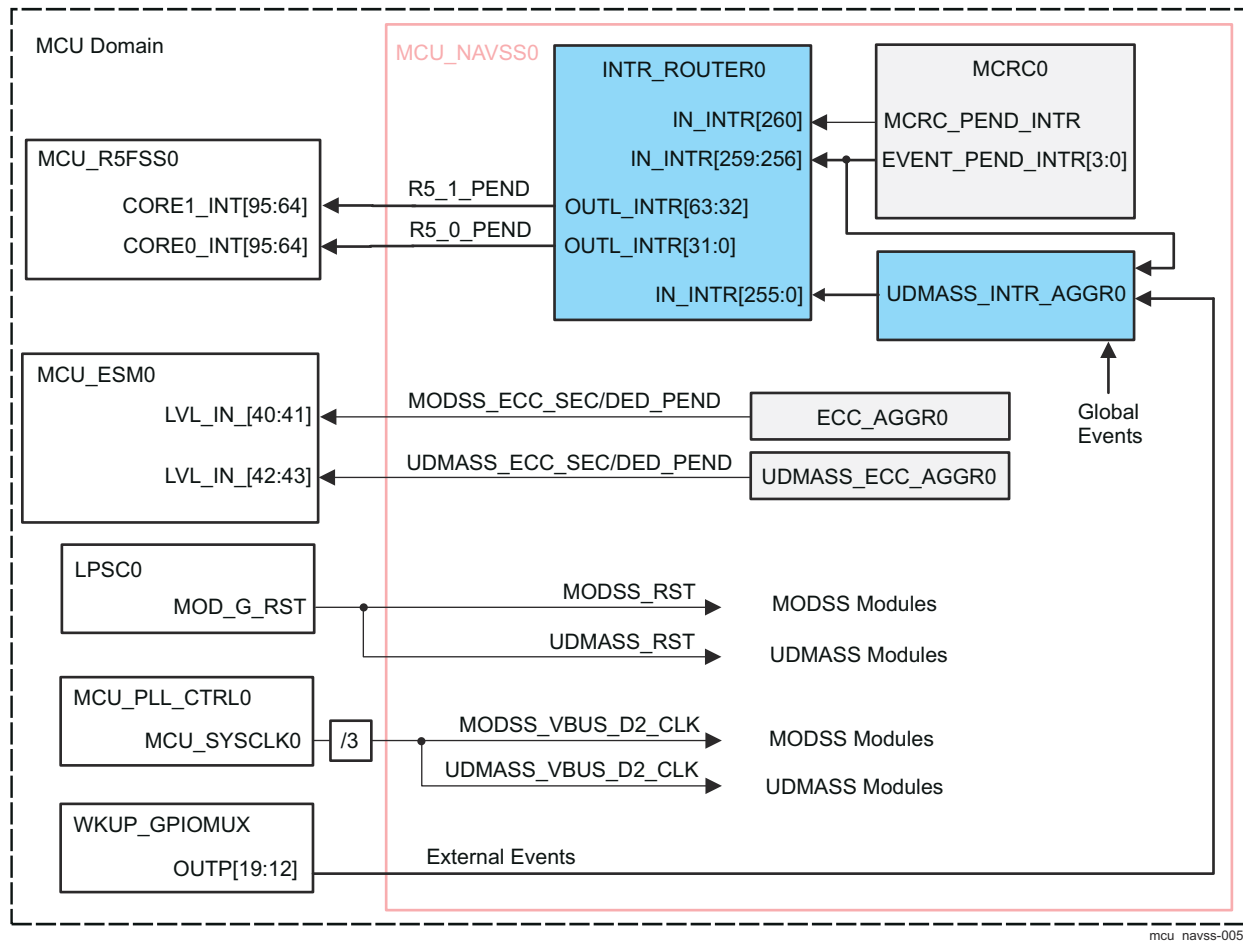 MCU Domain
MCU_NAVSS0
INTR_ROUTER0
IN_INTR[260]
IN_INTR[259:256]
OUTL_INTR[63:32]
OUTL_INTR[31:0]
IN_INTR[255:0]
MCRC0
MCRC_PEND_INTR
EVENT_PEND_INTR[3:0]
MCU_R5FSS0
CORE1_INT[95:64]
CORE0_INT[95:64]
R5_1_PEND
R5_0_PEND
UDMASS_INTR_AGGR0
Global
Events
MCU_ESM0
LVL_IN_[40:41]
LVL_IN_[42:43]
MODSS_ECC_SEC/DED_PEND
UDMASS_ECC_SEC/DED_PEND
ECC_AGGR0
UDMASS_ECC_AGGR0
LPSC0
MOD_G_RST
MODSS_RST
UDMASS_RST
MODSS Modules
UDMASS Modules
MCU_PLL_CTRL0
MCU_SYSCLK0
/3
MODSS_VBUS_D2_CLK
UDMASS_VBUS_D2_CLK
MODSS Modules
UDMASS Modules
WKUP_GPIOMUX
OUTP[19:12]
External Events
mcu_navss-005